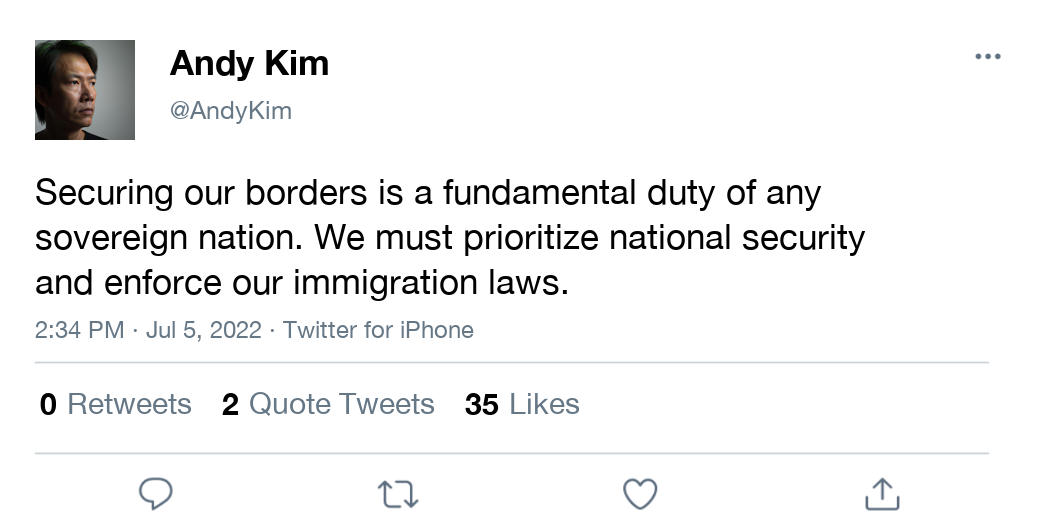 Andy Kim
@AndyKim
Securing our borders is a fundamental duty of any
sovereign nation. We must prioritize national security
and enforce our immigration laws.
2:34 PM · Jul 5, 2022 · Twitter for iPhone
0 Retweets 2 Quote Tweets 35 Likes